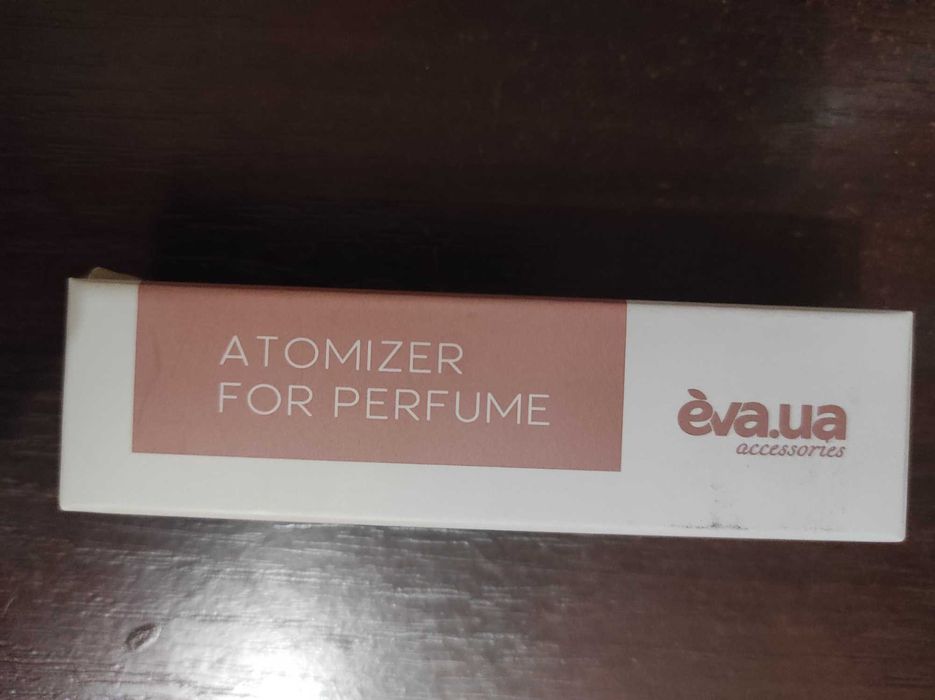 ATOMIZER
FOR PERFUME
èva.ua
accessories